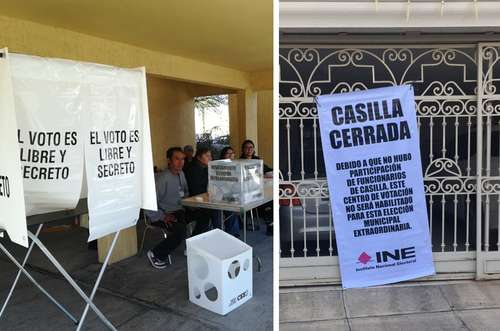 EL VOTO ES
LIBRE Y
SECRETO
EL VOTO ES
LIBRE Y
SECRETO
CASILLA
CERRADA
DEBIDO A QUE NO HUBO
PARTICIPACIÓN
DE FUNCIONARIOS
DE CASILLA, ESTE
CENTRO DE VOTACIÓN
NO SERÁ HABILITADO
PARA ESTA ELECCIÓN
MUNICIPAL
EXTRAORDINARIA.
INE
Instituto Nacional Electoral